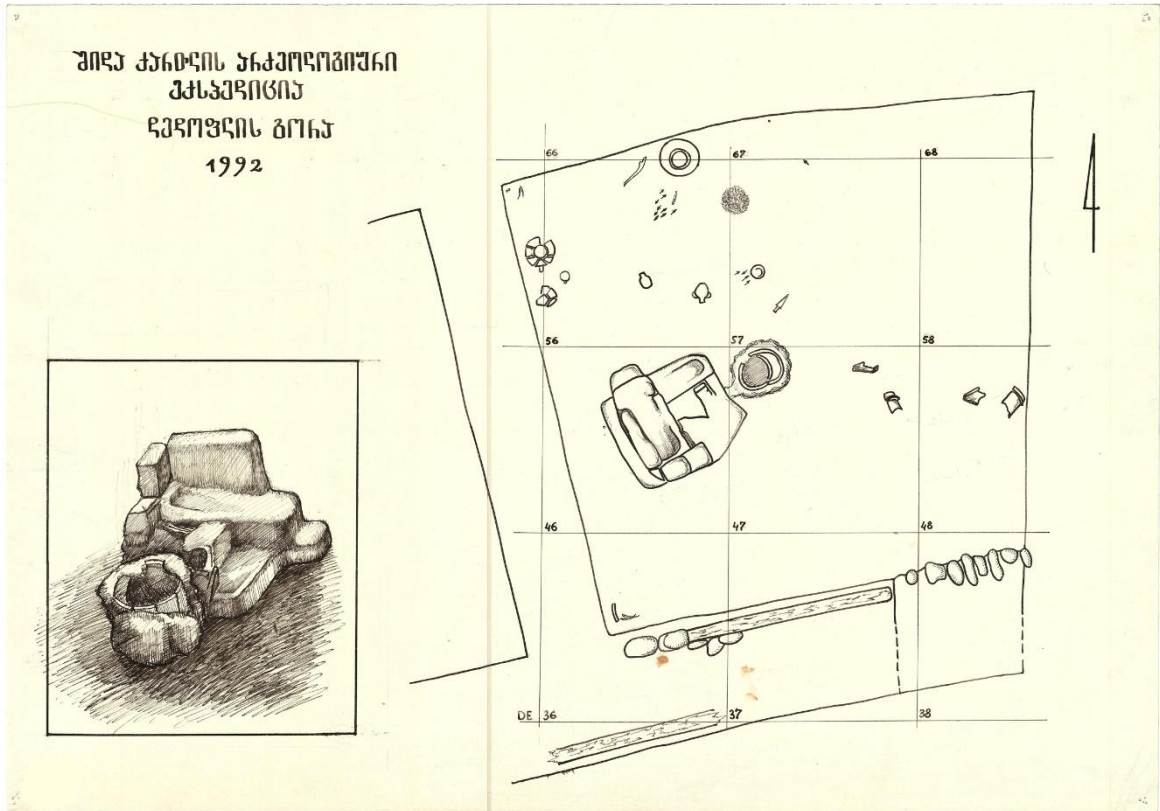 შიდა ქართლის არქეოლოგიური
ექსპედიცია
დედოფლის გორა
1992
66 67 68
A
56 57 58
46 47 48
DE 36 37 38